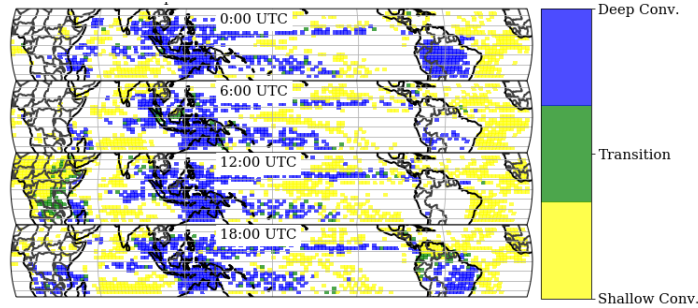 0:00 UTC
6:00 UTC
12:00 UTC
18:00 UTC
Deep Conv.
Transition
Shallow Conv.